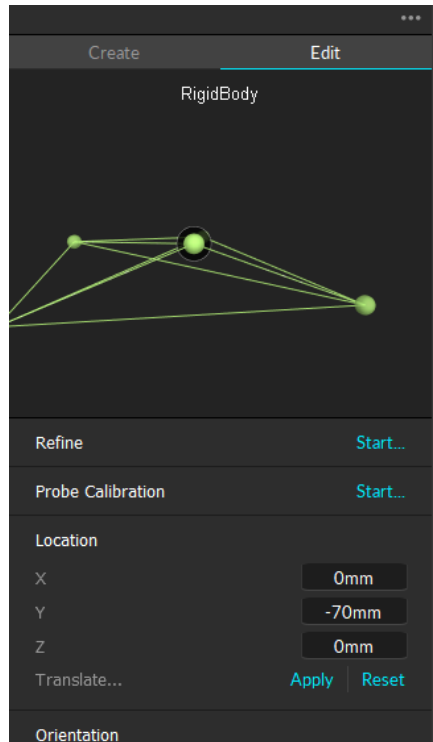 Create Edit
RigidBody
Refine Start...
Probe Calibration Start...
Location
X 0mm
Y -70mm
Z 0mm
Translate... Apply Reset
Orientation